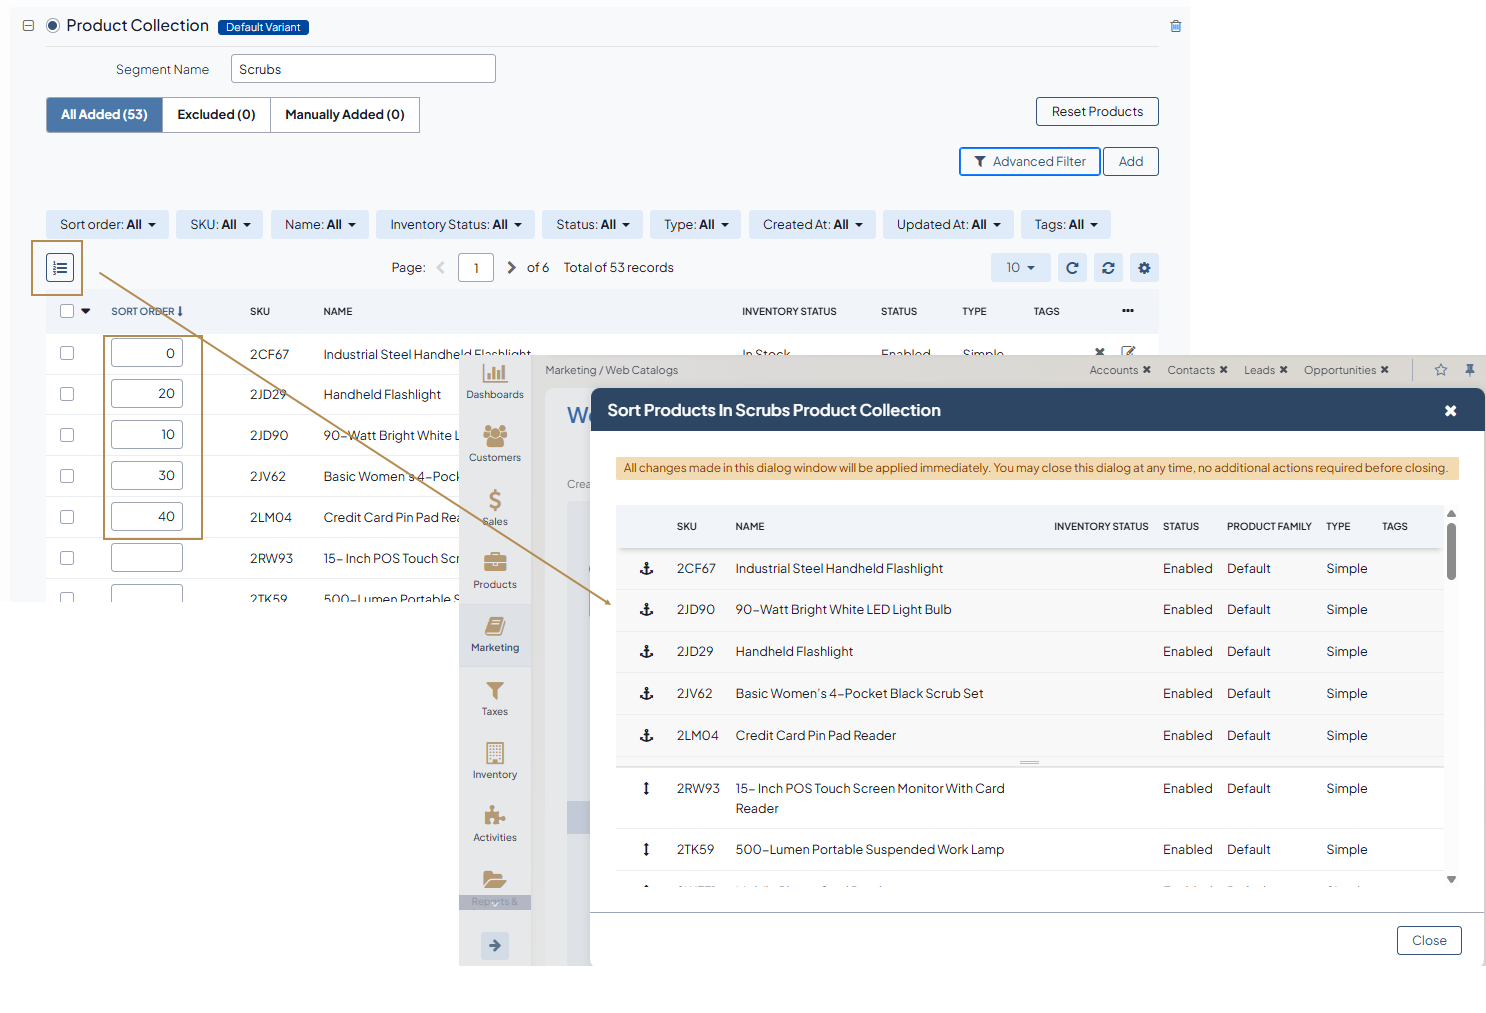 Product Collection Default Variant
Segment Name Scrubs
All Added (53) Excluded (0) Manually Added (0) Reset Products
Advanced Filter Add
Sort order: All SKU: All Name: All Inventory Status: All Status: All Type: All Created At: All Updated At: All Tags: All
Page: 1 of 6 Total of 53 records 10
SORT ORDER SKU NAME INVENTORY STATUS STATUS TYPE TAGS
0 2CF67 Industrial Steel Handheld Flashlight In Stock Enabled Simple
20 2JD29 Handheld Flashlight
10 2JD90 90-Watt Bright White L
30 2JV62 Basic Women's 4-Pock
40 2LM04 Credit Card Pin Pad Rea
2RW93 15- Inch POS Touch Scr
2TK59 500-Lumen Portable S
Marketing / Web Catalogs Accounts Contacts Leads Opportunities
Dashboards
Customers
Sales
Products
Marketing
Taxes
Inventory
Activities
Reports &
We
Crea
Sort Products In Scrubs Product Collection
All changes made in this dialog window will be applied immediately. You may close this dialog at any time, no additional actions required before closing.
SKU NAME INVENTORY STATUS STATUS PRODUCT FAMILY TYPE TAGS
2CF67 Industrial Steel Handheld Flashlight Enabled Default Simple
2JD90 90-Watt Bright White LED Light Bulb Enabled Default Simple
2JD29 Handheld Flashlight Enabled Default Simple
2JV62 Basic Women's 4-Pocket Black Scrub Set Enabled Default Simple
2LM04 Credit Card Pin Pad Reader Enabled Default Simple
2RW93 15- Inch POS Touch Screen Monitor With Card Enabled Default Simple
Reader
2TK59 500-Lumen Portable Suspended Work Lamp Enabled Default Simple
Close